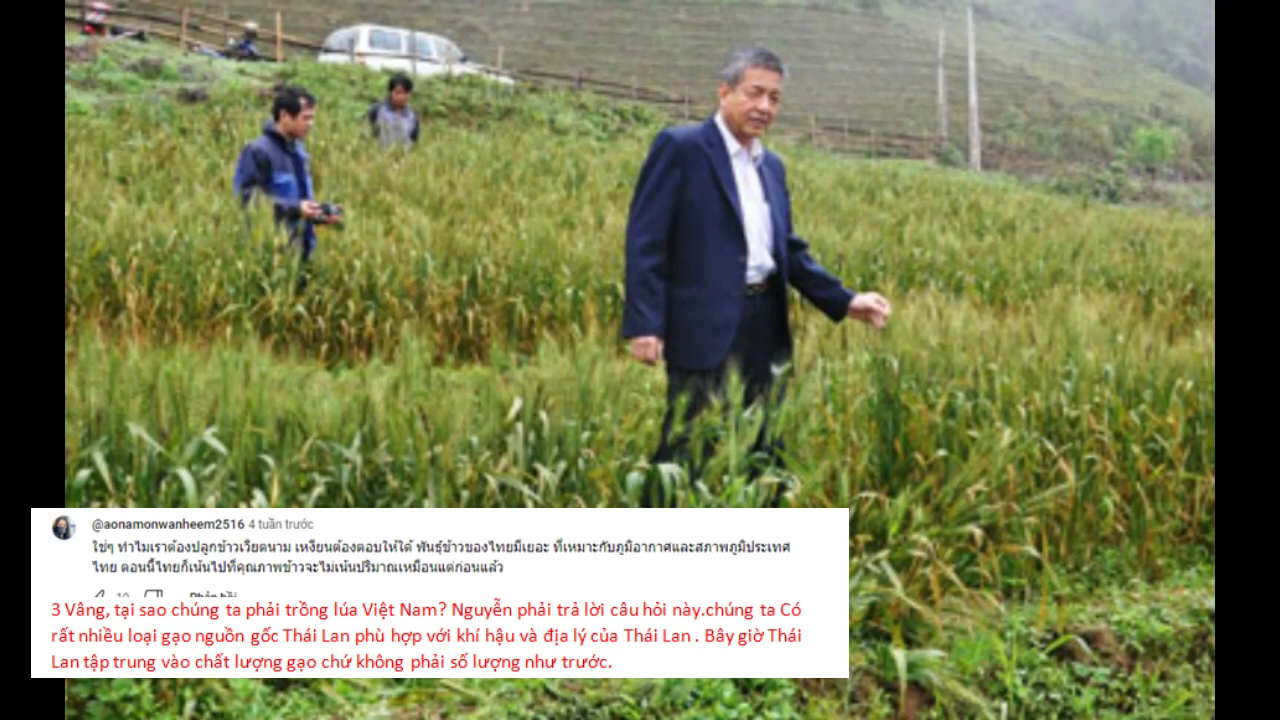 @aonamonwanheem2516 4 tuần trước
ใช่ๆ ทำไมเราต้องปลูกข้าวเวียดนาม เหงียนต้องตอบให้ได้ พันธุ์ข้าวของไทยมีเยอะ ที่เหมาะกับภูมิอากาศและสภาพภูมิประเทศ
ไทย ตอนนี้ไทยก็เน้นไปที่คุณภาพข้าวจะไม่เน้นปริมาณเหมือนแต่ก่อนแล้ว
10 Phản hồi
3 Vâng, tại sao chúng ta phải trồng lúa Việt Nam? Nguyễn phải trả lời câu hỏi này.chúng ta Có
rất nhiều loại gạo nguồn gốc Thái Lan phù hợp với khí hậu và địa lý của Thái Lan . Bây giờ Thái
Lan tập trung vào chất lượng gạo chứ không phải số lượng như trước.